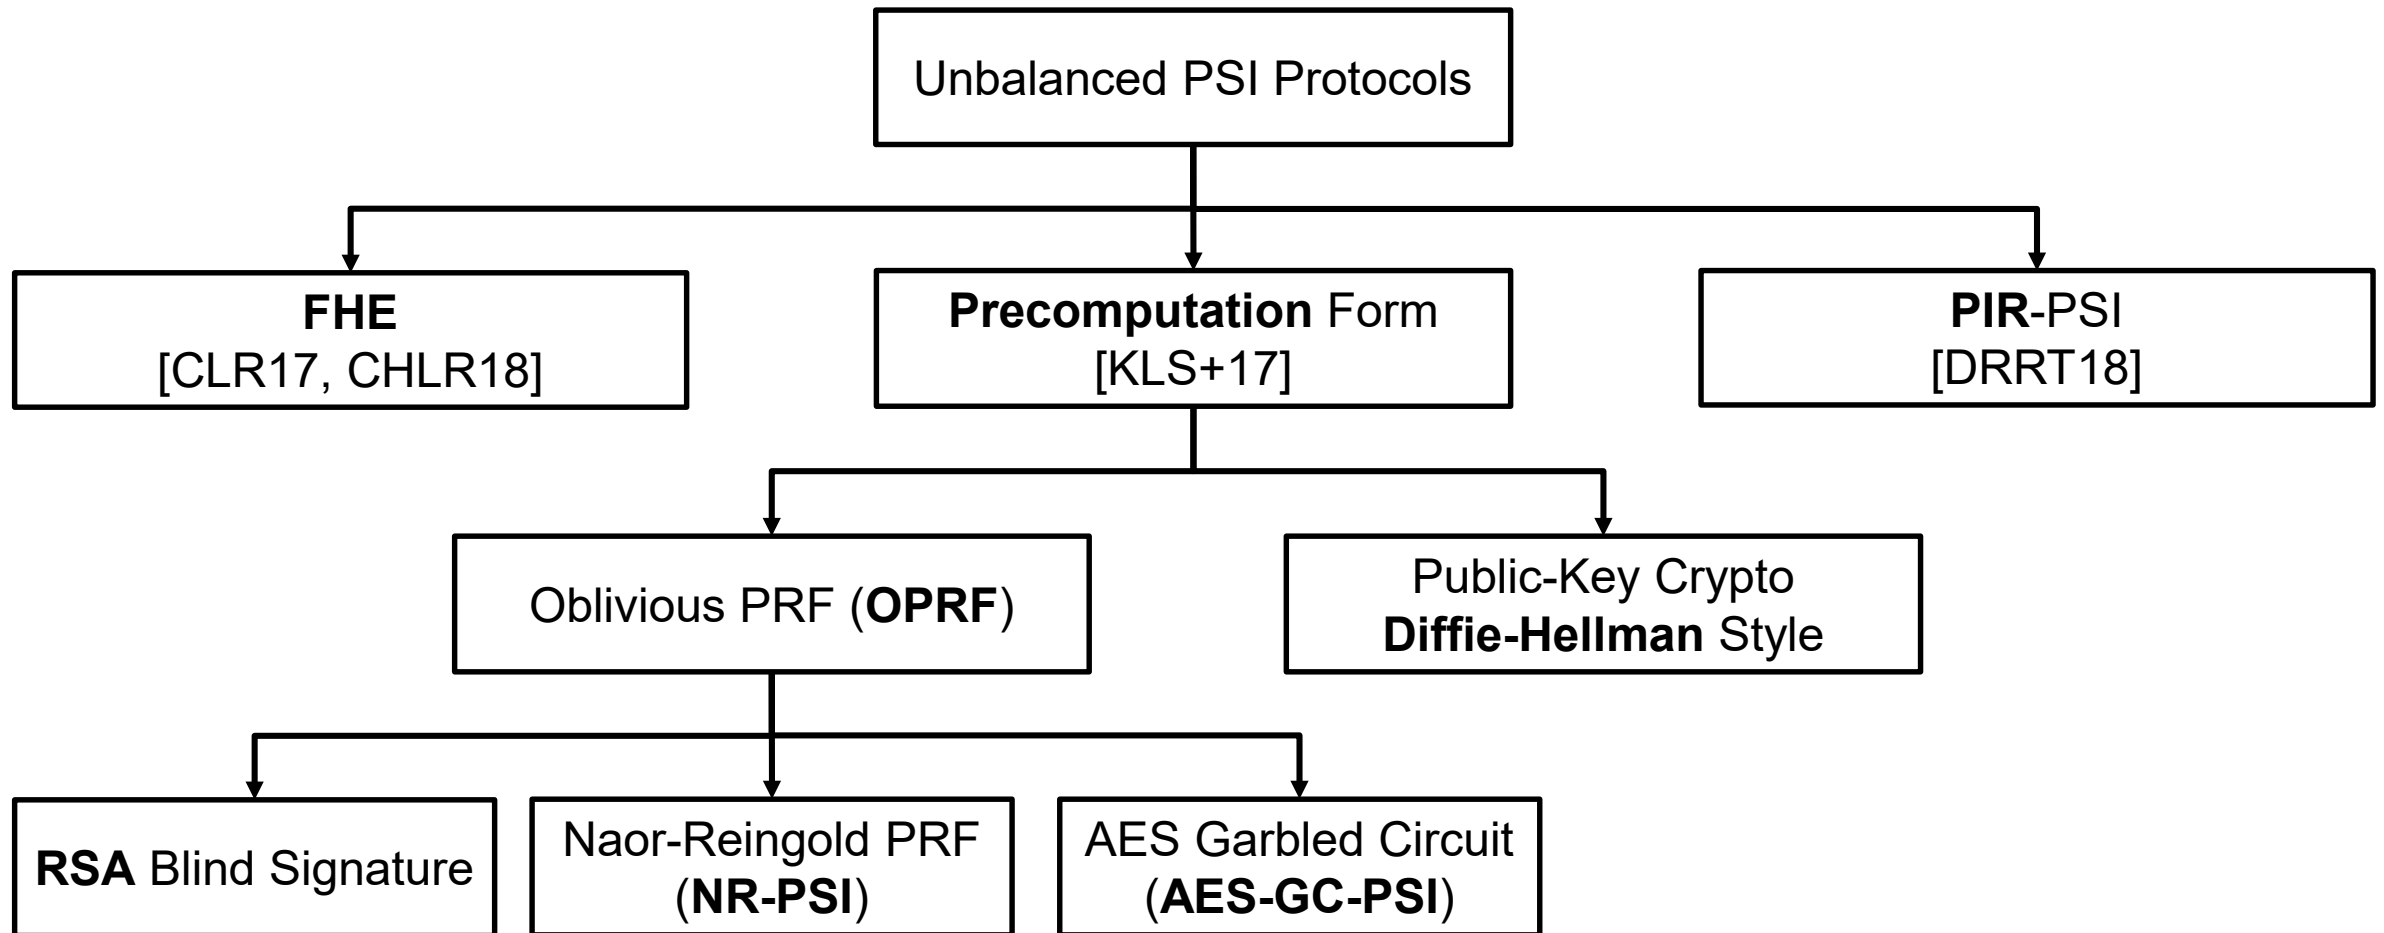 Unbalanced PSI Protocols
FHE
[CLR17, CHLR18]
Precomputation Form
[KLS+17]
PIR-PSI
[DRRT18]
Oblivious PRF (OPRF)
Public-Key Crypto
Diffie-Hellman Style
RSA Blind Signature
Naor-Reingold PRF
(NR-PSI)
AES Garbled Circuit
(AES-GC-PSI)